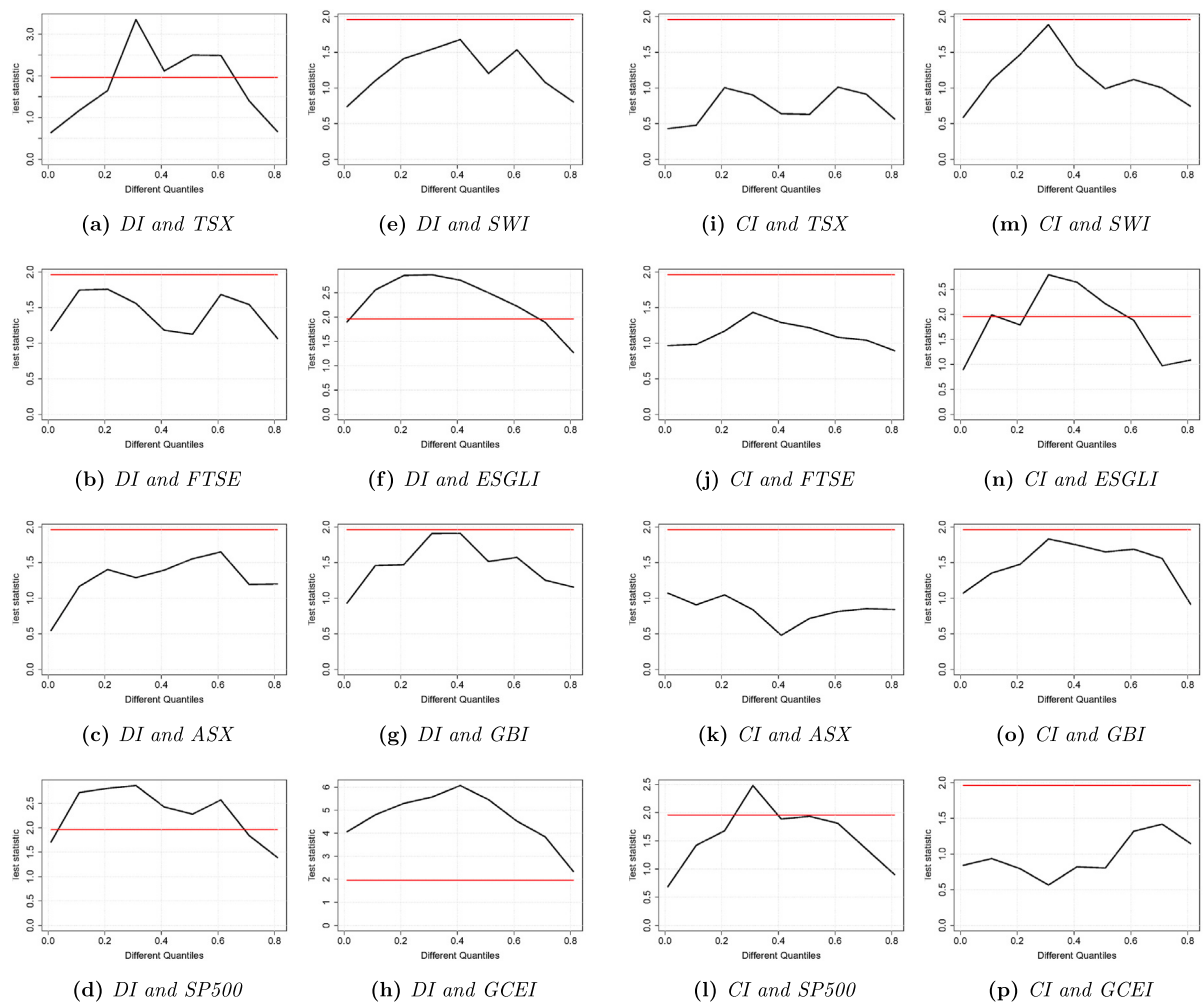 Test statistic
0.0 1.0 2.0 3.0
0.0 0.2 0.4 0.6 0.8
Different Quantiles
(a) DI and TSX
Test statistic
0.0 0.5 1.0 1.5 2.0
0.0 0.2 0.4 0.6 0.8
Different Quantiles
(e) DI and SWI
Test statistic
0.0 0.5 1.0 1.5 2.0
0.0 0.2 0.4 0.6 0.8
Different Quantiles
(i) CI and TSX
Test statistic
0.0 0.5 1.0 1.5 2.0
0.0 0.2 0.4 0.6 0.8
Different Quantiles
(m) CI and SWI
Test statistic
0.0 0.5 1.0 1.5 2.0
0.0 0.2 0.4 0.6 0.8
Different Quantiles
(b) DI and FTSE
Test statistic
0.0 0.5 1.0 1.5 2.0 2.5
0.0 0.2 0.4 0.6 0.8
Different Quantiles
(f) DI and ESGLI
Test statistic
0.0 0.5 1.0 1.5 2.0
0.0 0.2 0.4 0.6 0.8
Different Quantiles
(j) CI and FTSE
Test statistic
0.0 0.5 1.0 1.5 2.0 2.5
0.0 0.2 0.4 0.6 0.8
Different Quantiles
(n) CI and ESGLI
Test statistic
0.0 0.5 1.0 1.5 2.0
0.0 0.2 0.4 0.6 0.8
Different Quantiles
(c) DI and ASX
Test statistic
0.0 0.5 1.0 1.5 2.0
0.0 0.2 0.4 0.6 0.8
Different Quantiles
(g) DI and GBI
Test statistic
0.0 0.5 1.0 1.5 2.0
0.0 0.2 0.4 0.6 0.8
Different Quantiles
(k) CI and ASX
Test statistic
0.0 0.5 1.0 1.5 2.0
0.0 0.2 0.4 0.6 0.8
Different Quantiles
(o) CI and GBI
Test statistic
0.0 0.5 1.0 1.5 2.0 2.5
0.0 0.2 0.4 0.6 0.8
Different Quantiles
(d) DI and SP500
Test statistic
0 1 2 3 4 5 6
0.0 0.2 0.4 0.6 0.8
Different Quantiles
(h) DI and GCEI
Test statistic
0.0 0.5 1.0 1.5 2.0 2.5
0.0 0.2 0.4 0.6 0.8
Different Quantiles
(l) CI and SP500
Test statistic
0.0 0.5 1.0 1.5 2.0
0.0 0.2 0.4 0.6 0.8
Different Quantiles
(p) CI and GCEI